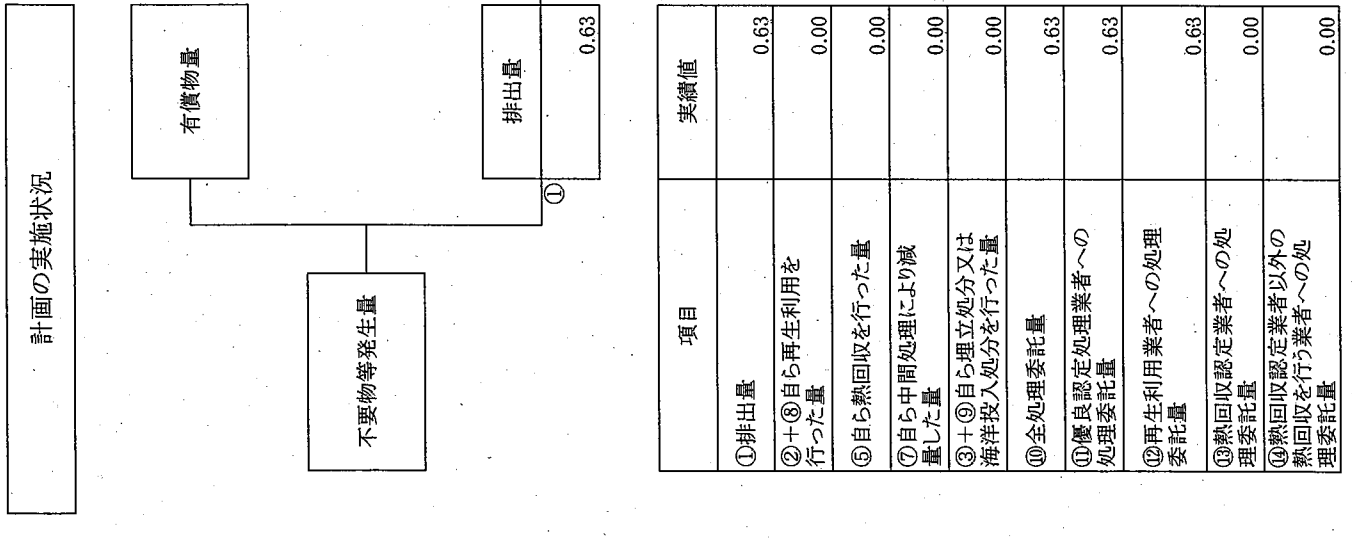 計画の実施状況
有償物量
不要物等発生量
排出量
①
0.63
項目
実績値
①排出量
0.63
②+⑧自ら再生利用を
行った量
0.00
⑤自ら熱回収を行った量
0.00
⑦自ら中間処理により減
量した量
0.00
③+⑨自ら埋立処分又は
海洋投入処分を行った量
0.00
⑩全処理委託量
0.63
⑪優良認定処理業者への
処理委託量
0.63
⑫再生利用業者への処理
委託量
0.63
⑬熱回収認定業者への処
理委託量
0.00
⑭熱回収認定業者以外の
熱回収を行う業者への処
理委託量
0.00